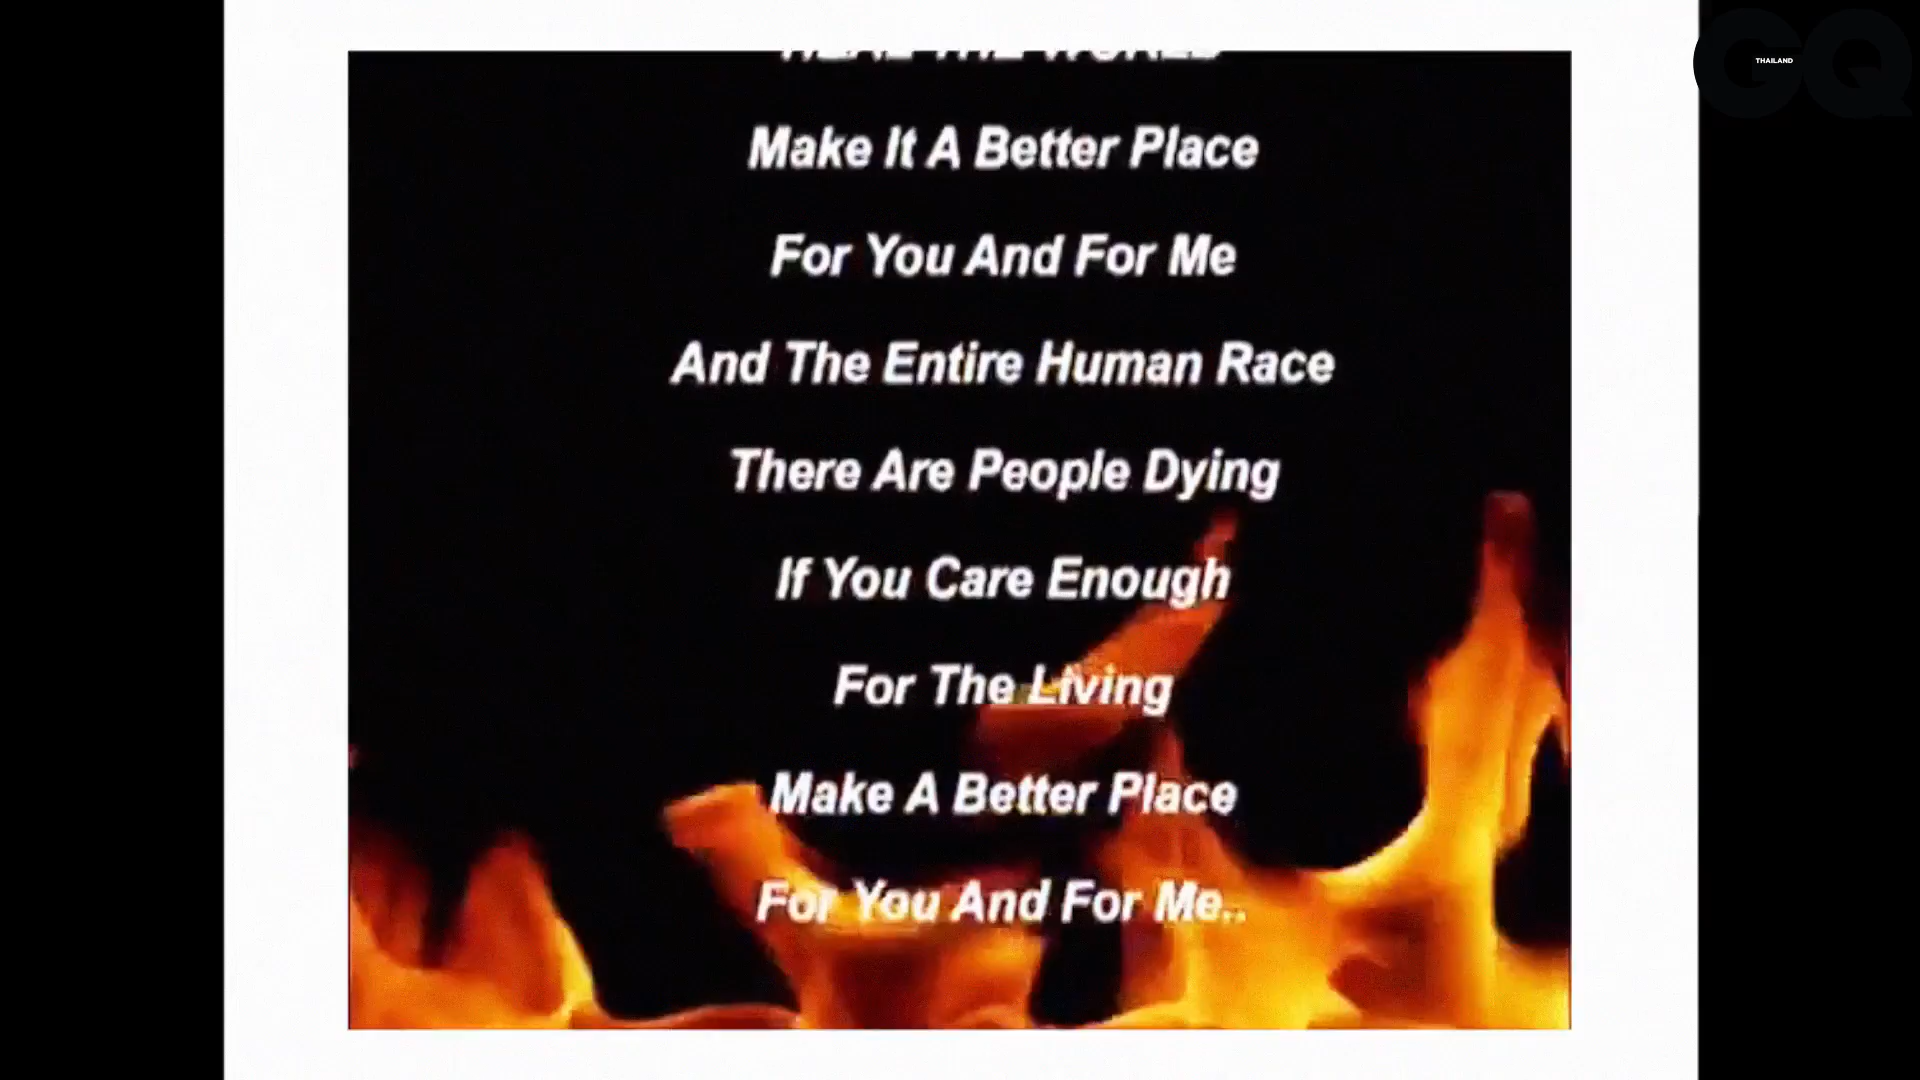 GQ
THAILAND
Make It A Better Place
For You And For Me
And The Entire Human Race
There Are People Dying
If You Care Enough
For The Living
Make A Better Place
For You And For Me..